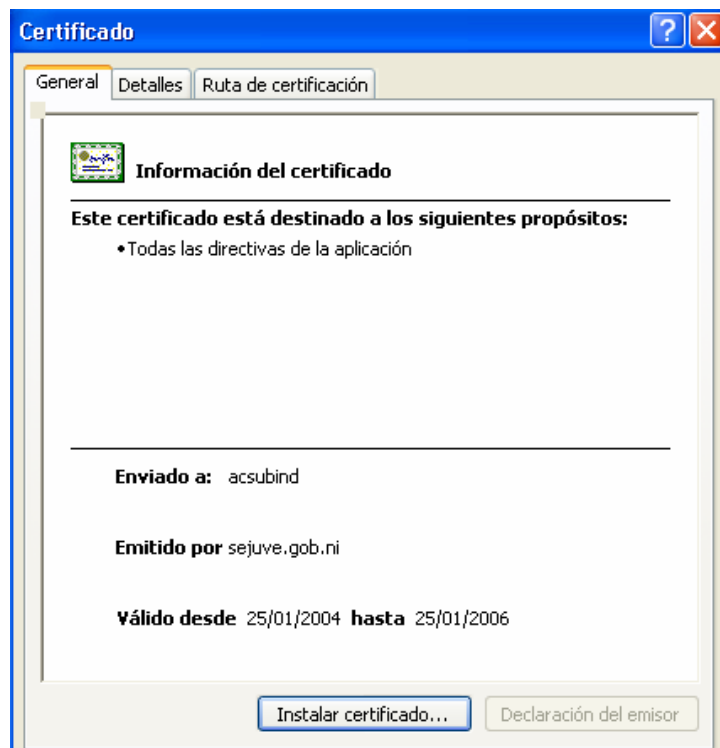 Certificado
General Detalles Ruta de certificación
Información del certificado
Este certificado está destinado a los siguientes propósitos:
•Todas las directivas de la aplicación
Enviado a: acsubind
Emitido por sejuve.gob.ni
Válido desde 25/01/2004 hasta 25/01/2006
Instalar certificado... Declaración del emisor